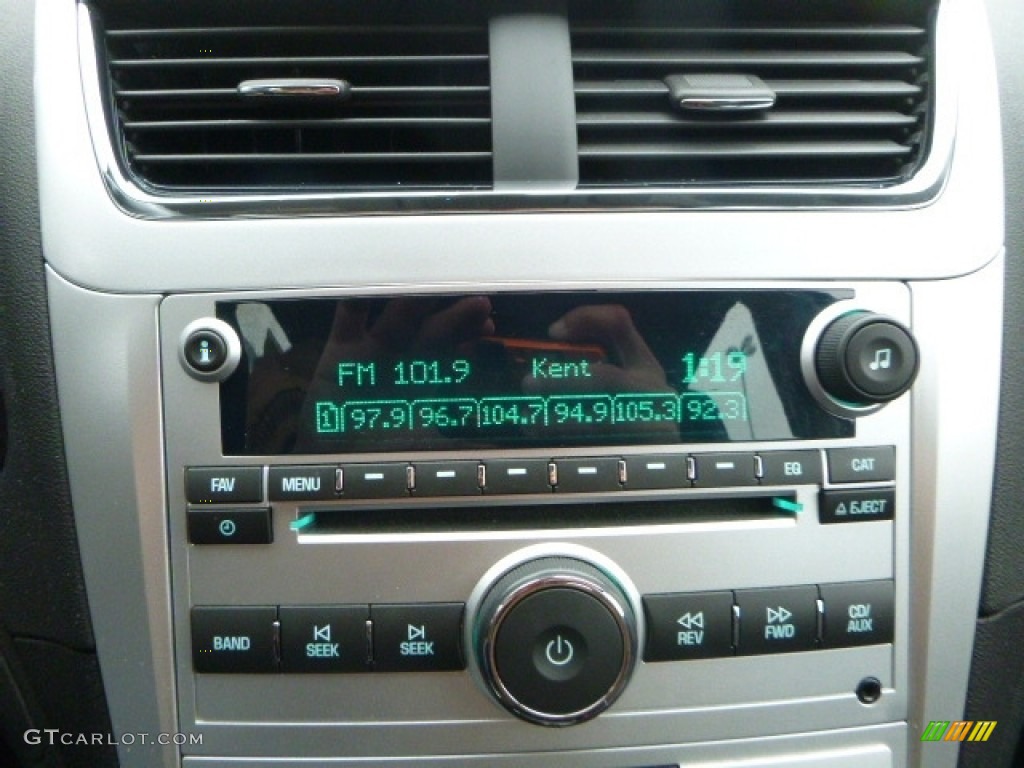 FM 101.9 Kent 1:19
1 97.9 96.7 104.7 94.9 105.3 92.3
FAV MENU EQ CAT
EJECT
BAND SEEK SEEK REV FWD CD/
AUX
GTCARLOT.COM